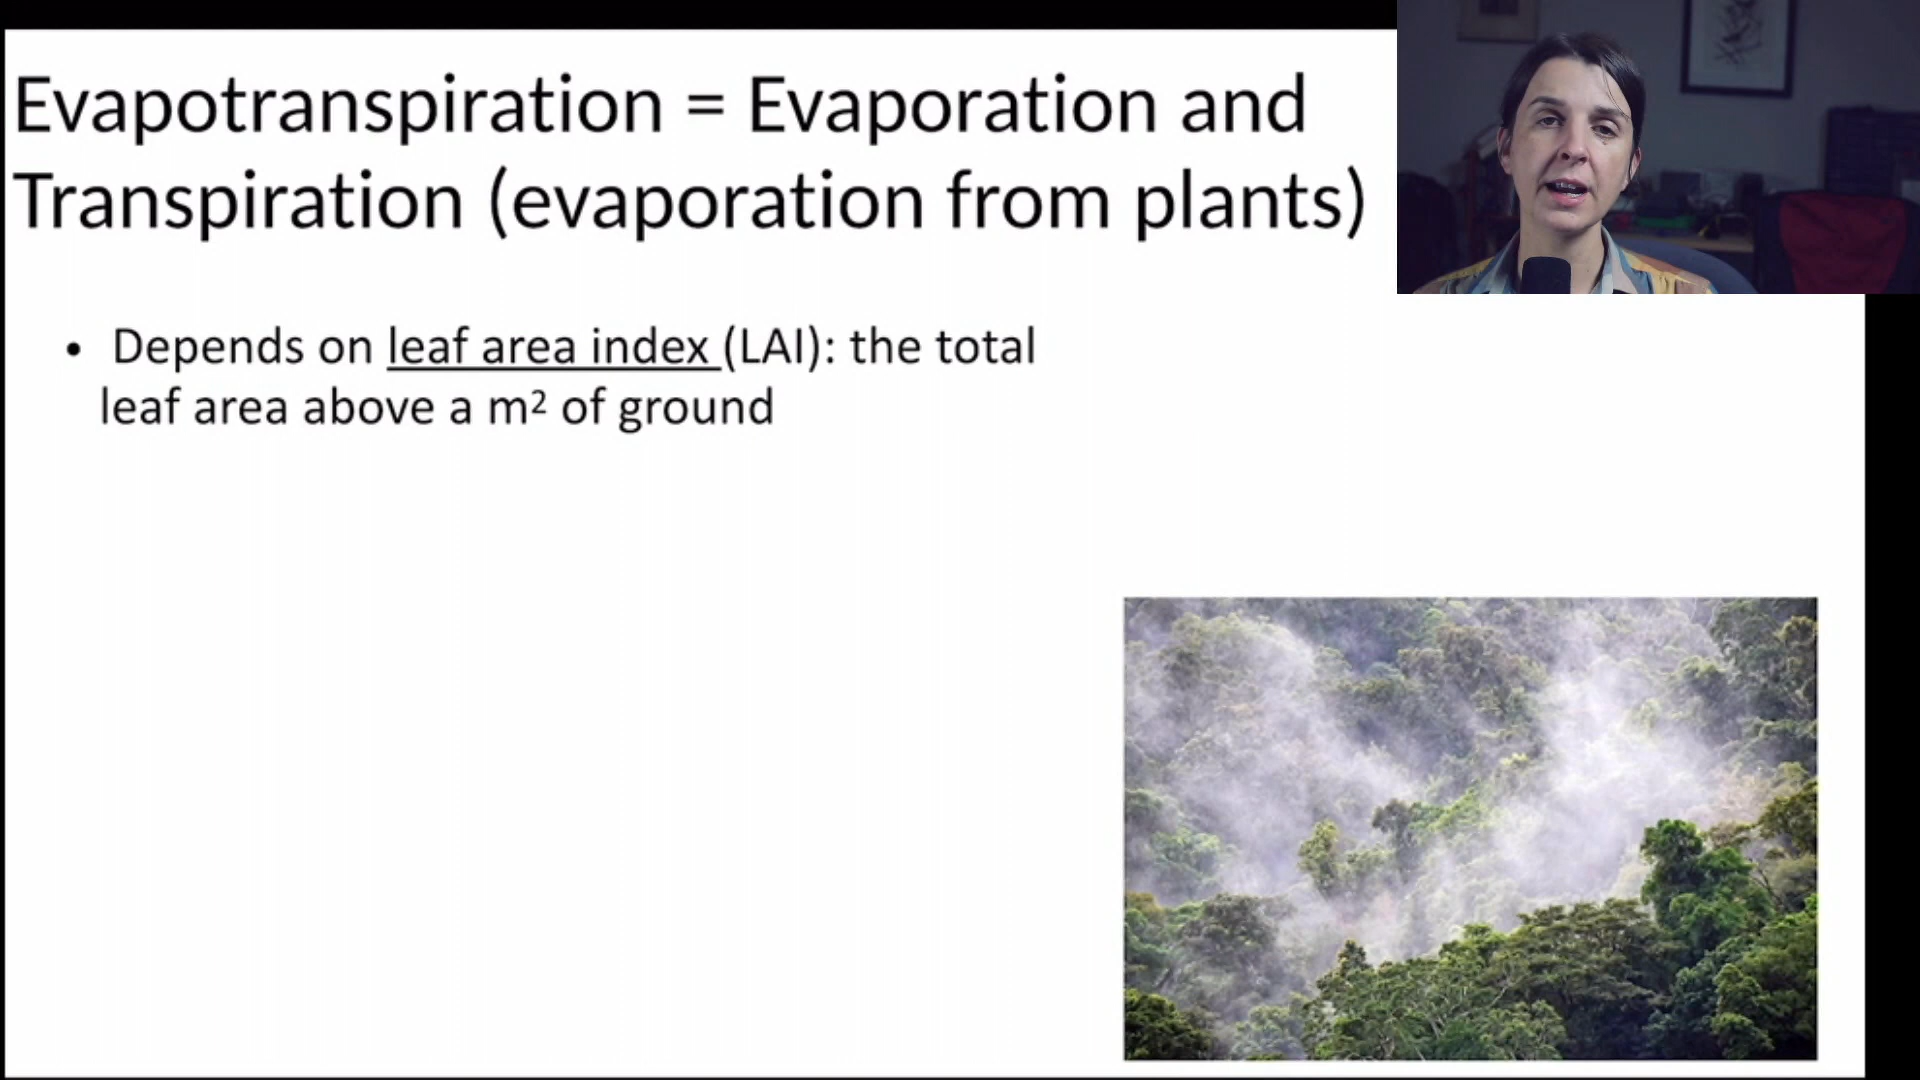 Evapotranspiration = Evaporation and
Transpiration (evaporation from plants)
• Depends on leaf area index (LAI): the total
leaf area above a m² of ground